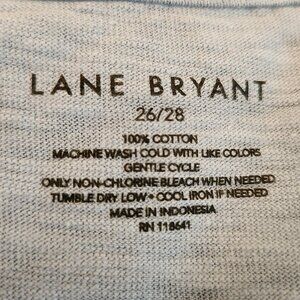 LANE BRYANT
26/28
100% COTTON
MACHINE WASH COLD WITH LIKE COLORS
GENTLE CYCLE
ONLY NON-CHLORINE BLEACH WHEN NEEDED
TUMBLE DRY LOW • COOL IRON IF NEEDED
MADE IN INDONESIA
RN 118641